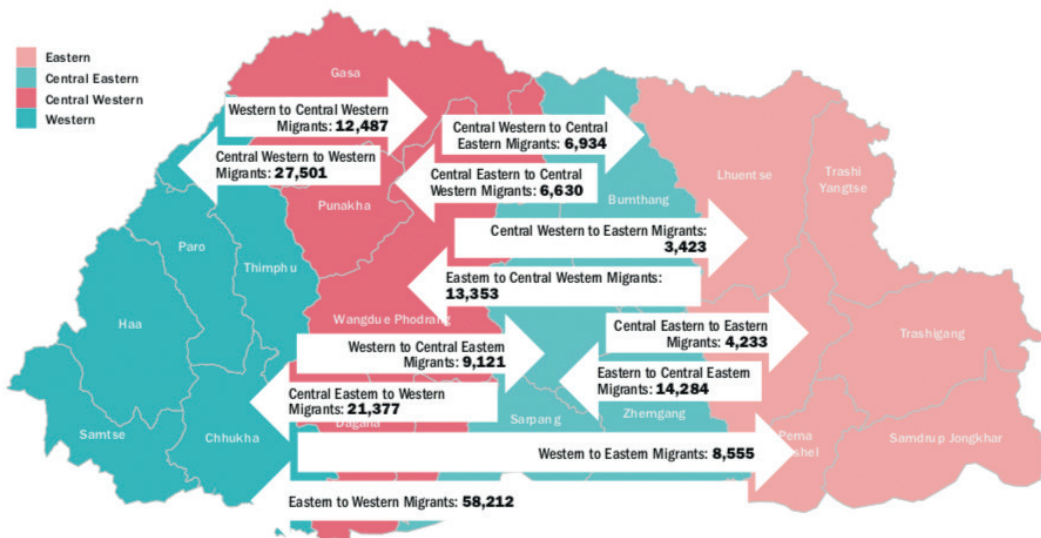 Eastern
Central Eastern
Central Western
Western
Gasa
Western to Central Western
Migrants: 12,487
Central Western to Central
Eastern Migrants: 6,934
Central Western to Western
Migrants: 27,501
Central Eastern to Central
Western Migrants: 6,630
Lhuentse
Trashi
Yangtse
Punakha
Bumthang
Central Western to Eastern Migrants:
3,423
Paro
Thimphu
Eastern to Central Western Migrants:
13,353
Haa
Wangdue Phodrang
Central Eastern to Eastern
Migrants: 4,233
Trashigang
Western to Central Eastern
Migrants: 9,121
Eastern to Central Eastern
Migrants: 14,284
Central Eastern to Western
Migrants: 21,377
Samtse
Chhukha
Dagana
Sarpang
Zhemgang
Pema
Samdrup Jongkhar
Western to Eastern Migrants: 8,555
Eastern to Western Migrants: 58,212